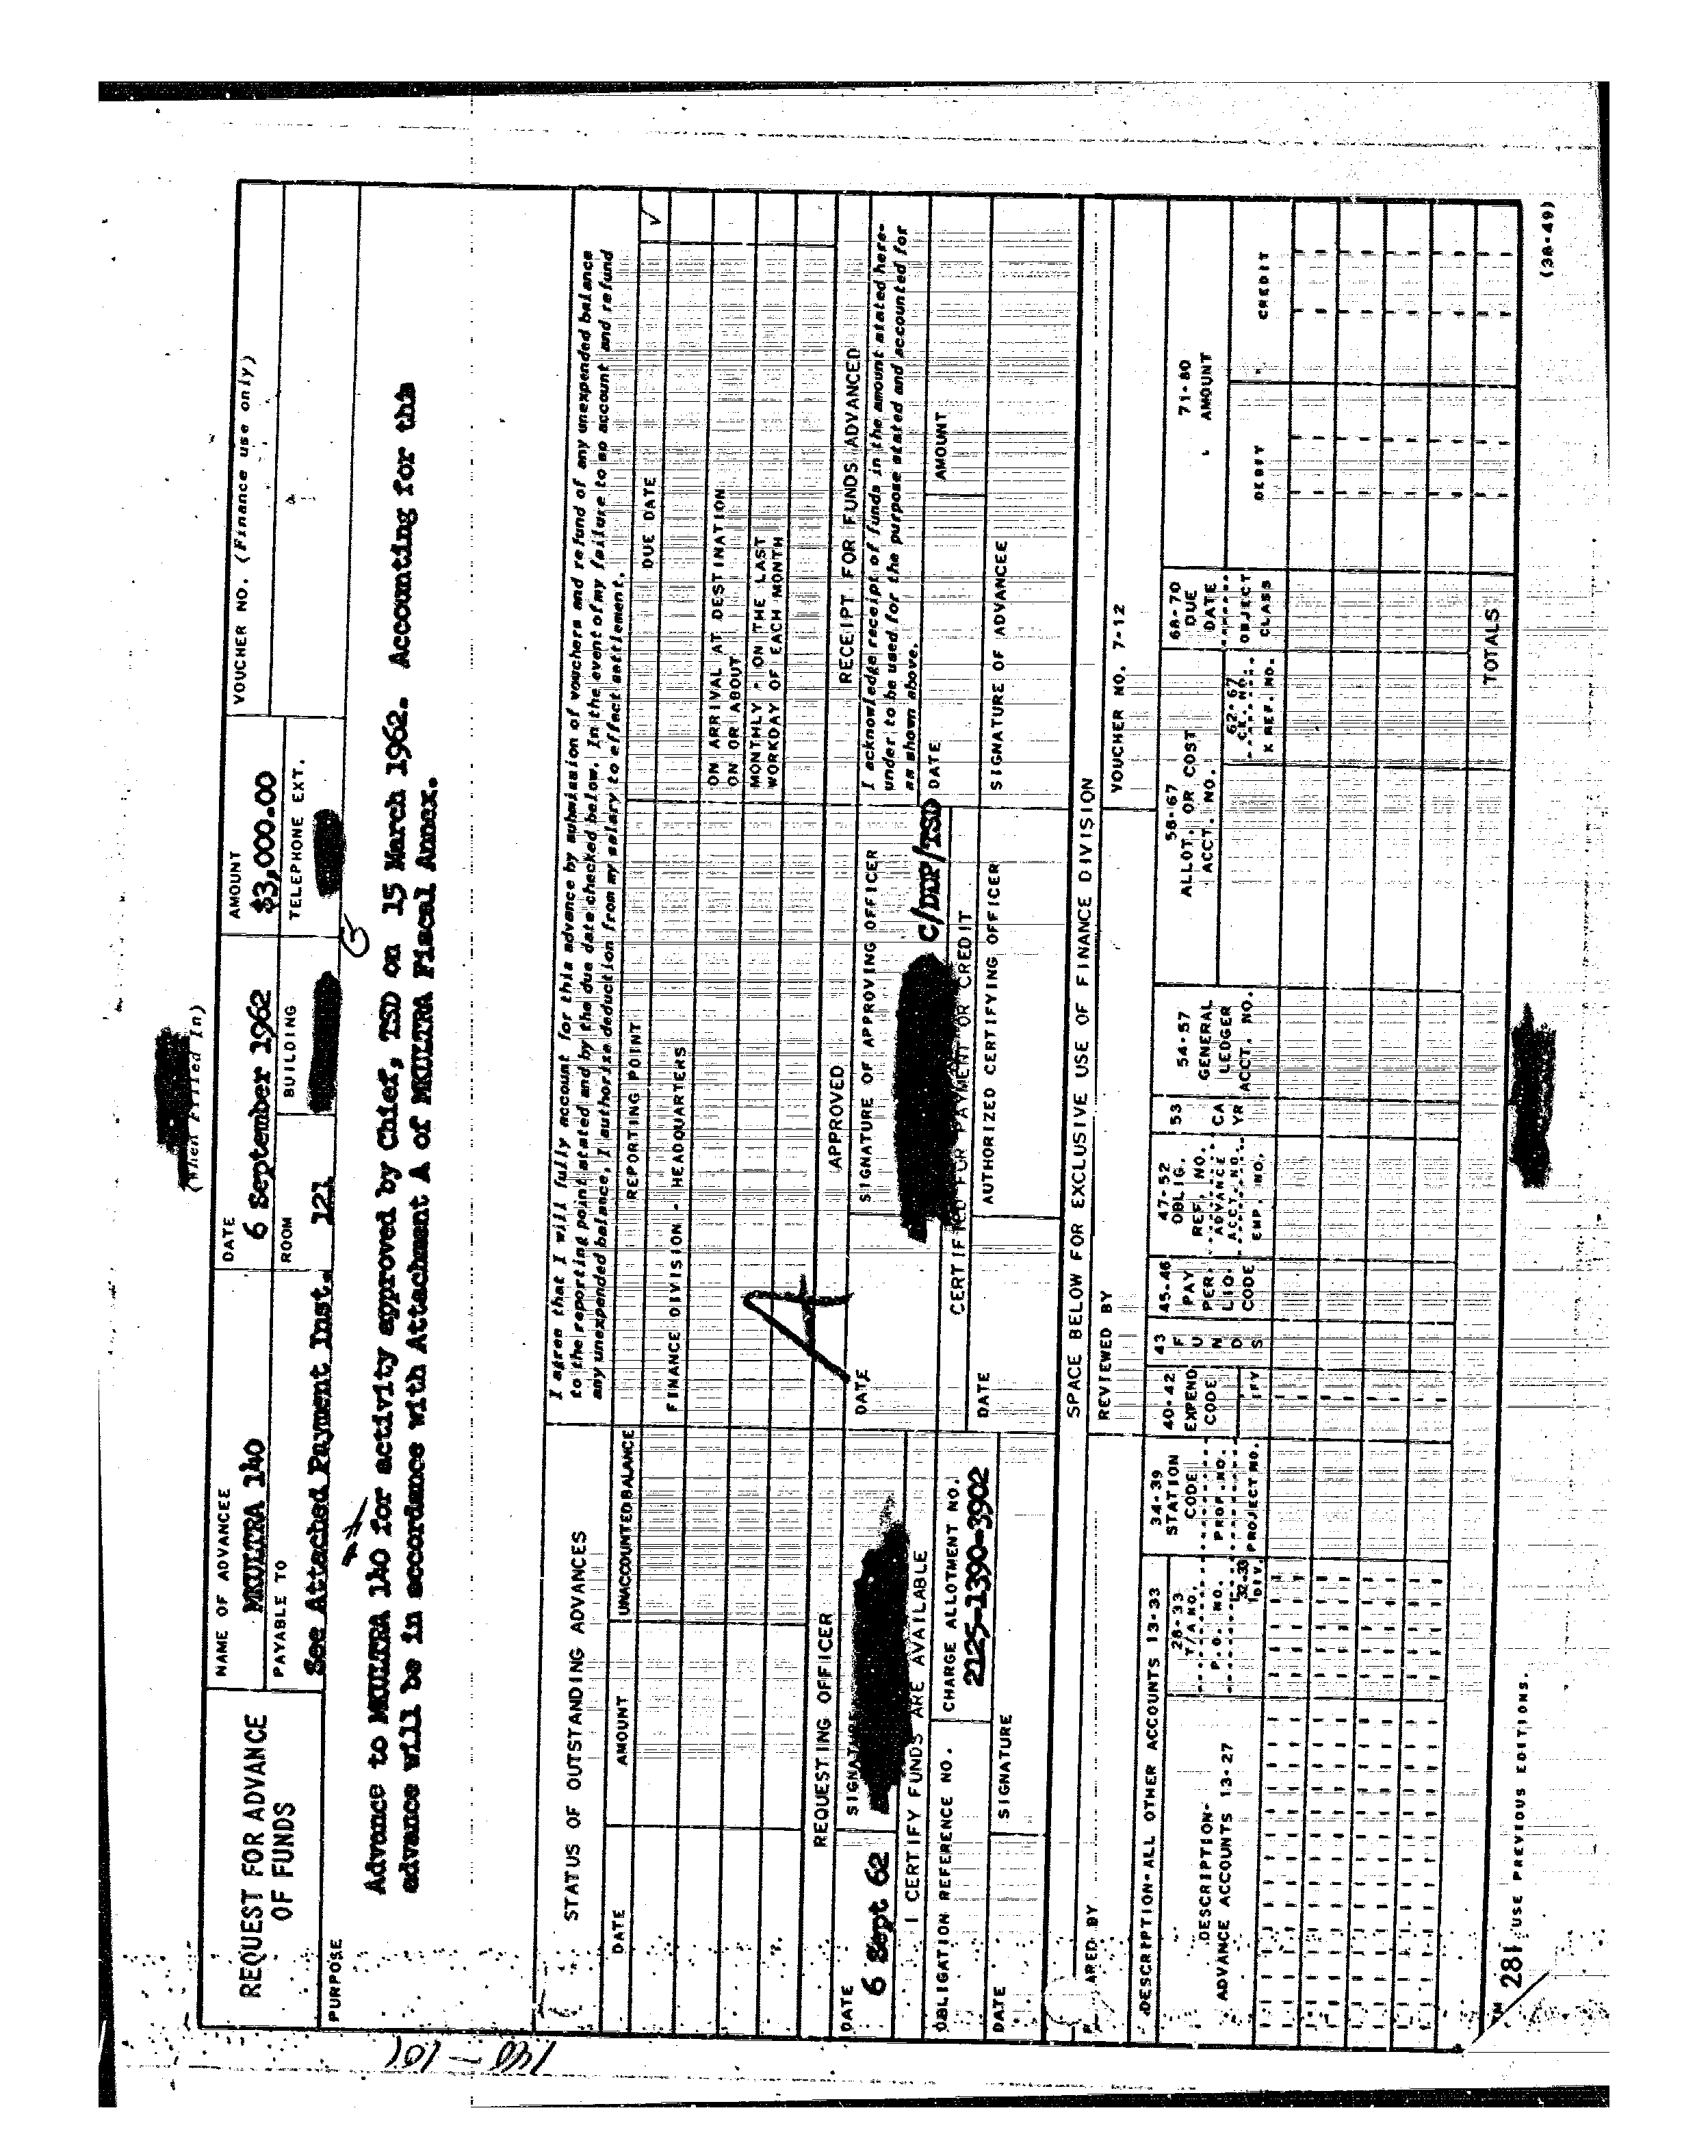 (When Filled In)
REQUEST FOR ADVANCE
OF FUNDS
NAME OF ADVANCEE
MKULTRA 140
DATE
6 September 1962
AMOUNT
$3,000.00
VOUCHER NO. (Finance use only)
PAYABLE TO
See Attached Payment Inst.
ROOM
121
BUILDING
TELEPHONE EXT.
PURPOSE
Advance to MKULTRA 140 for activity approved by Chief, TSD on 15 March 1962. Accounting for this
advance will be in accordance with Attachment A of MKULTRA Fiscal Annex.
STATUS OF OUTSTANDING ADVANCES
DATE
AMOUNT
UNACCOUNTED BALANCE
I agree that I will fully account for this advance by submission of vouchers and refund of any unexpended balance
to the reporting point stated and by the due date checked below. In the event of my failure to so account and refund
any unexpended balance, I authorize deduction from my salary to effect settlement.
REPORTING POINT
DUE DATE
✓
FINANCE DIVISION - HEADQUARTERS
ON ARRIVAL AT DESTINATION
ON OR ABOUT
MONTHLY - ON THE LAST
WORKDAY OF EACH MONTH
REQUESTING OFFICER
DATE
6 Sept 62
SIGNATURE
I CERTIFY FUNDS ARE AVAILABLE
OBLIGATION REFERENCE NO.
CHARGE ALLOTMENT NO.
2125-1390-3902
DATE
SIGNATURE
APPROVED
DATE
SIGNATURE OF APPROVING OFFICER
C/DDP/TSD
CERTIFIED FOR PAYMENT OR CREDIT
DATE
AUTHORIZED CERTIFYING OFFICER
RECEIPT FOR FUNDS ADVANCED
I acknowledge receipt of funds in the amount stated here-
under to be used for the purpose stated and accounted for
as shown above.
DATE
AMOUNT
SIGNATURE OF ADVANCEE
SPACE BELOW FOR EXCLUSIVE USE OF FINANCE DIVISION
ARED BY
REVIEWED BY
VOUCHER NO. 7-12
DESCRIPTION-ALL OTHER ACCOUNTS 13-33
DESCRIPTION-
ADVANCE ACCOUNTS 13-27
28-33
T/A NO.
P.O. NO.
32-33
DIV.
34-39
STATION
CODE
PROP. NO.
PROJECT NO.
40-42
EXPEND
CODE
43
F
U
N
D
S
45-46
PAY
PER.
LIQ.
CODE
47-52
OBLIG.
REF. NO.
ADVANCE
ACCT. NO.
EMP. NO.
53
CA
YR
54-57
GENERAL
LEDGER
ACCT. NO.
58-67
ALLOT. OR COST
ACCT. NO.
62-67
CK. NO.
X REF. NO.
68-70
DUE
DATE
OBJECT
CLASS
71-80
AMOUNT
DEBIT
CREDIT
TOTALS
281 USE PREVIOUS EDITIONS.
(38-49)